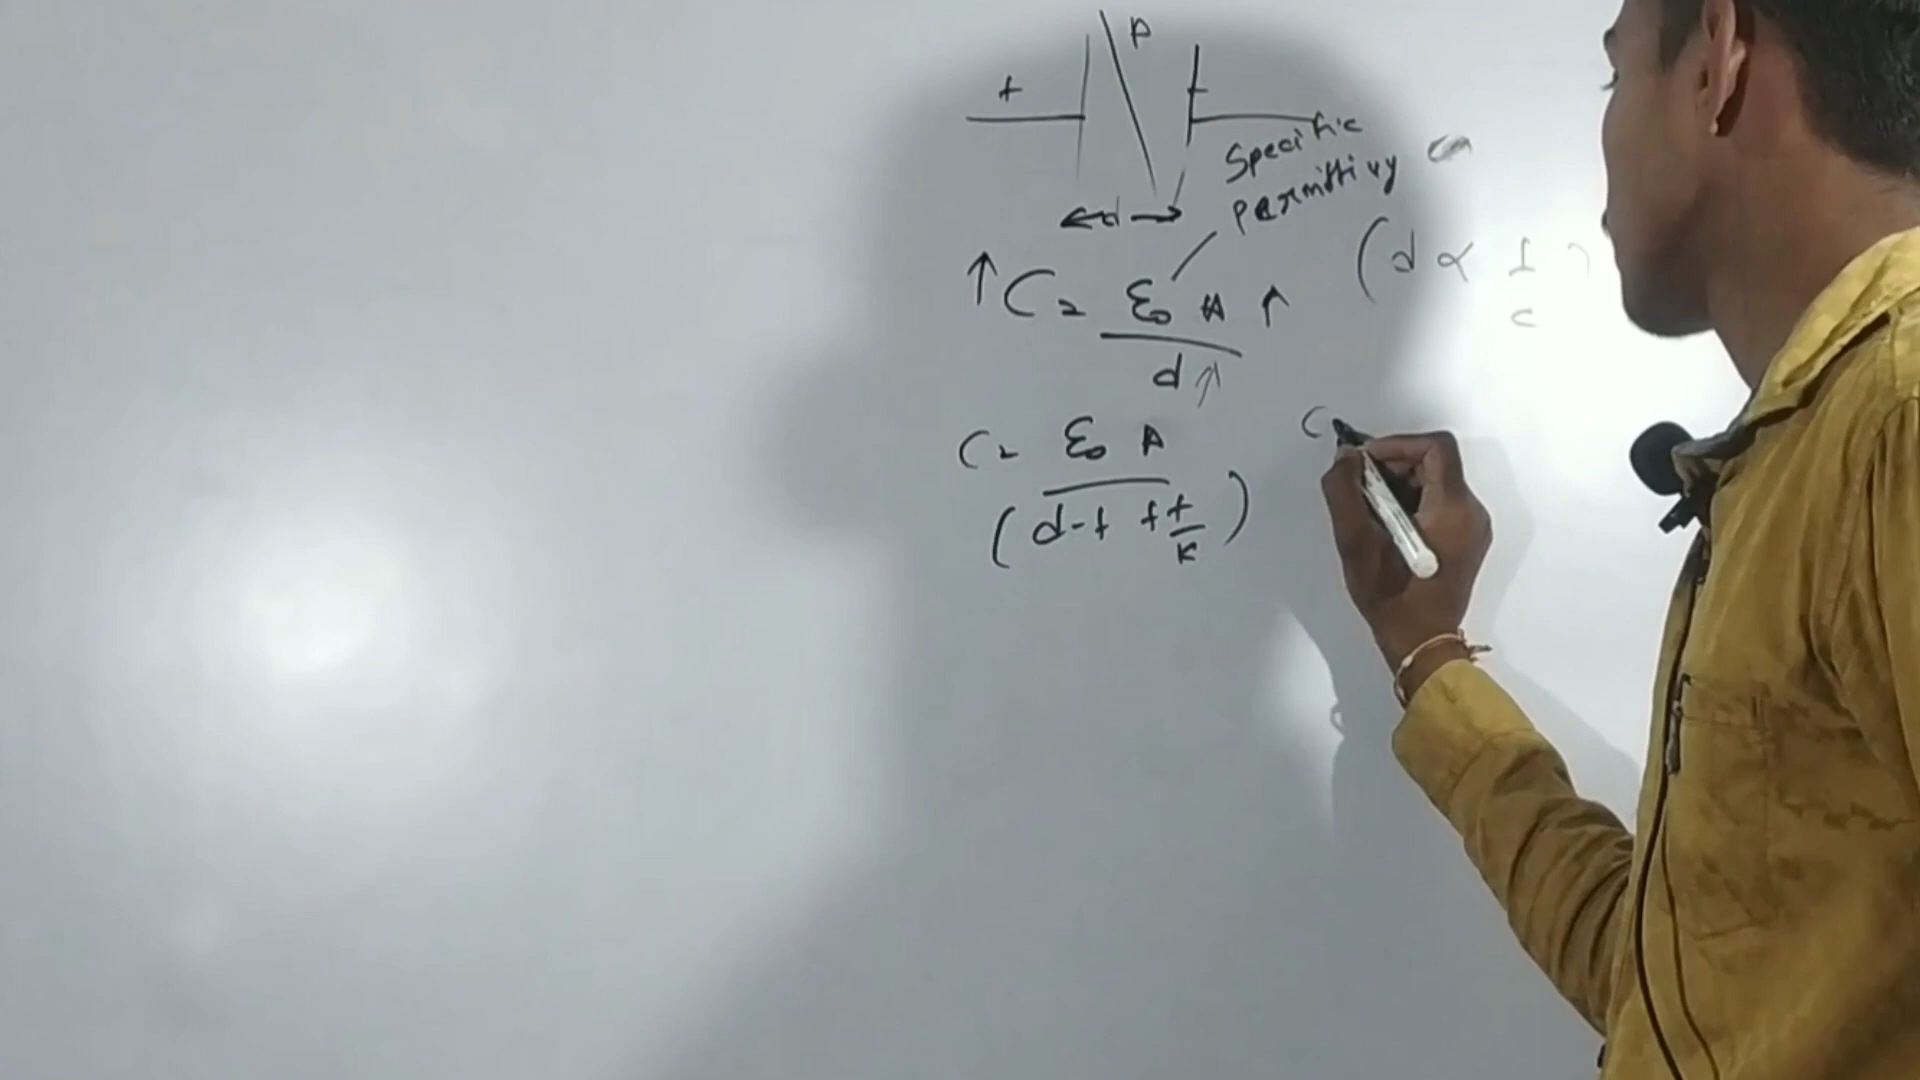 P
+ -
Specific
permittivy
←d→
↑ C = ε₀ A ↑
d ↑
(d ∝ 1
c
C = ε₀ A
(d-t + t
k )
C